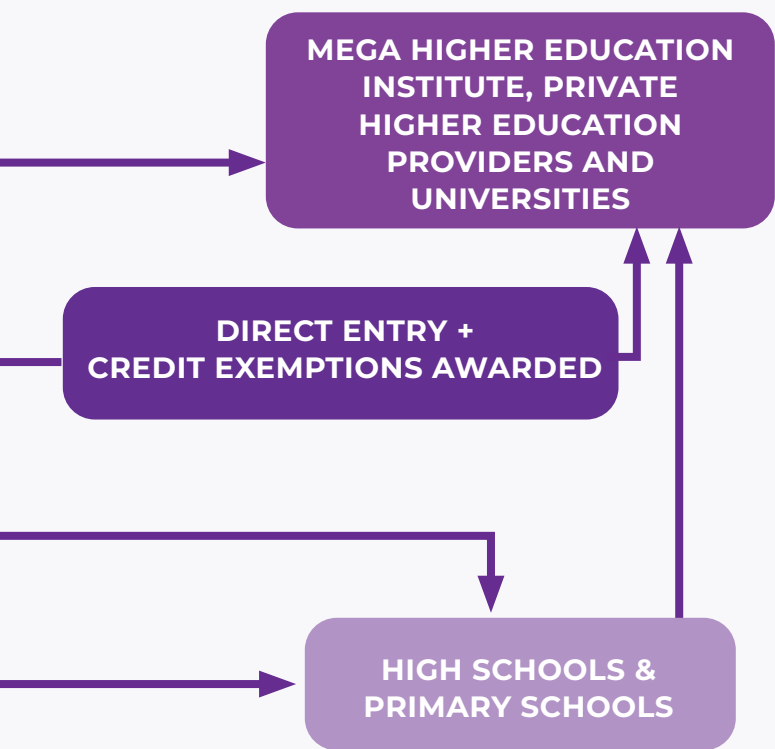 MEGA HIGHER EDUCATION
INSTITUTE, PRIVATE
HIGHER EDUCATION
PROVIDERS AND
UNIVERSITIES
DIRECT ENTRY +
CREDIT EXEMPTIONS AWARDED
HIGH SCHOOLS &
PRIMARY SCHOOLS